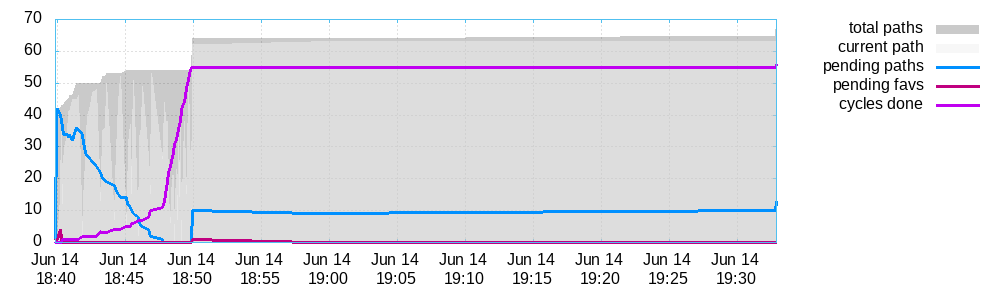 70
60
50
40
30
20
10
0
Jun 14 Jun 14 Jun 14 Jun 14 Jun 14 Jun 14 Jun 14 Jun 14 Jun 14 Jun 14 Jun 14
18:40 18:45 18:50 18:55 19:00 19:05 19:10 19:15 19:20 19:25 19:30
total paths
current path
pending paths
pending favs
cycles done